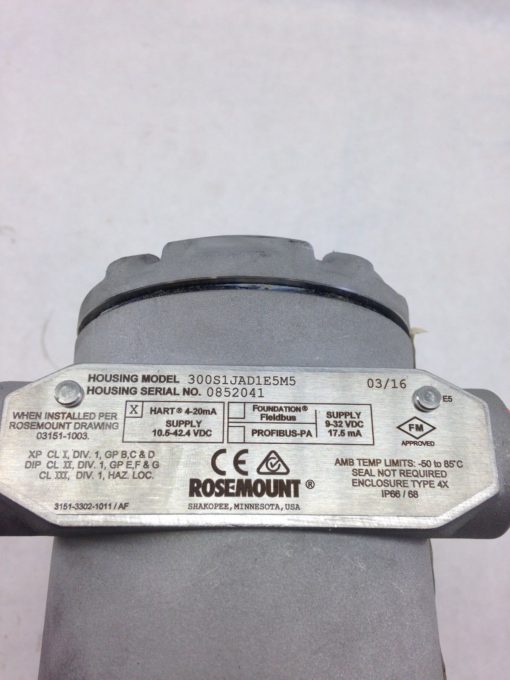 HOUSING MODEL 300S1JAD1E5M5 03/16
HOUSING SERIAL NO. 0852041
E5
WHEN INSTALLED PER
ROSEMOUNT DRAWING
03151-1003.
X HART® 4-20mA
SUPPLY
10.5-42.4 VDC
FOUNDATION®
Fieldbus
PROFIBUS-PA
SUPPLY
9-32 VDC
17.5 mA
FM
APPROVED
XP CL I, DIV. 1, GP B,C & D
DIP CL II, DIV. 1, GP E,F & G
CL III, DIV. 1, HAZ. LOC.
CE
AMB TEMP LIMITS: -50 to 85°C
SEAL NOT REQUIRED
ENCLOSURE TYPE 4X
IP66 / 68
ROSEMOUNT®
SHAKOPEE, MINNESOTA, USA
3151-3302-1011 / AF